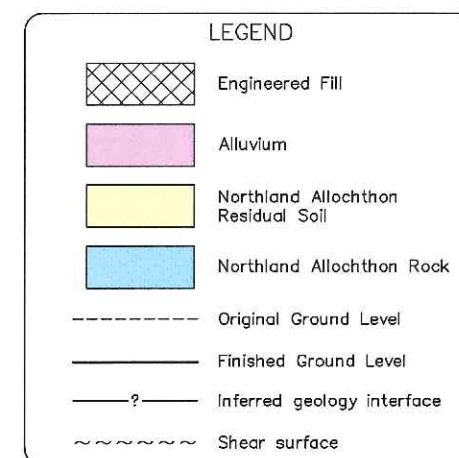 LEGEND
Engineered Fill
Alluvium
Northland Allochthon
Residual Soil
Northland Allochthon Rock
Original Ground Level
Finished Ground Level
?
Inferred geology interface
Shear surface